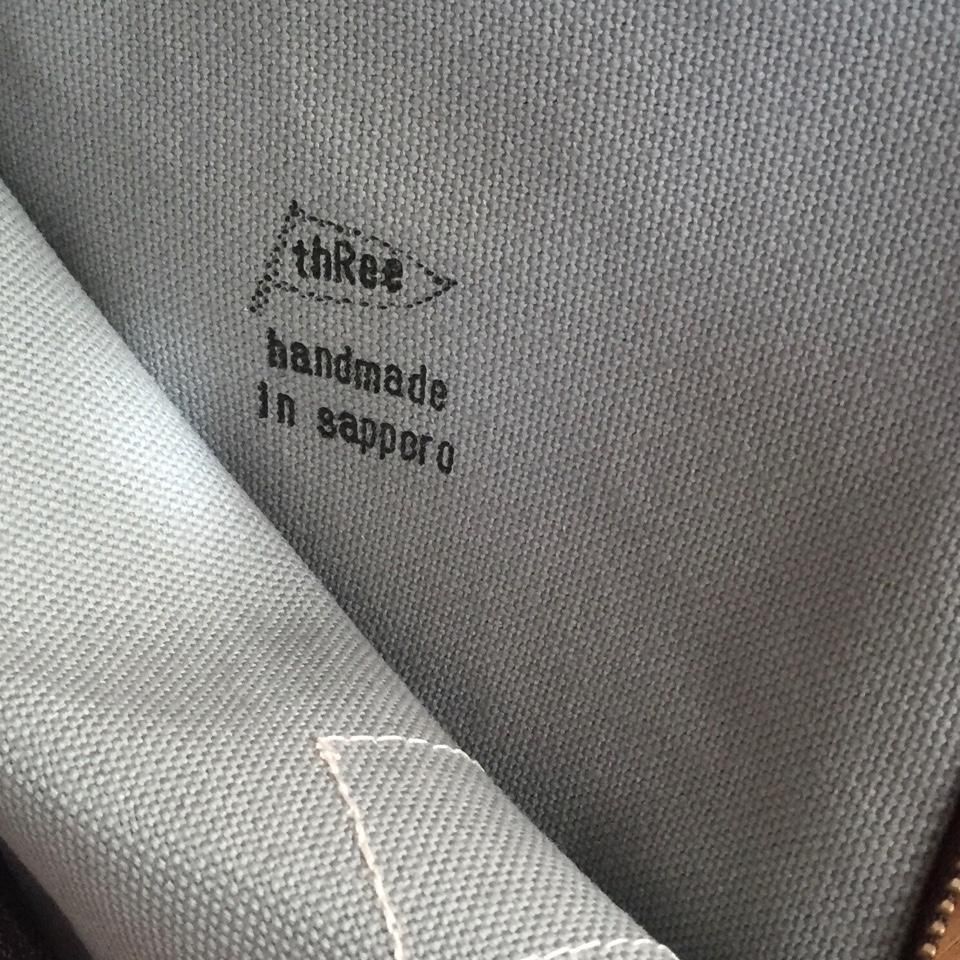 thRee
handmade
in sapporo